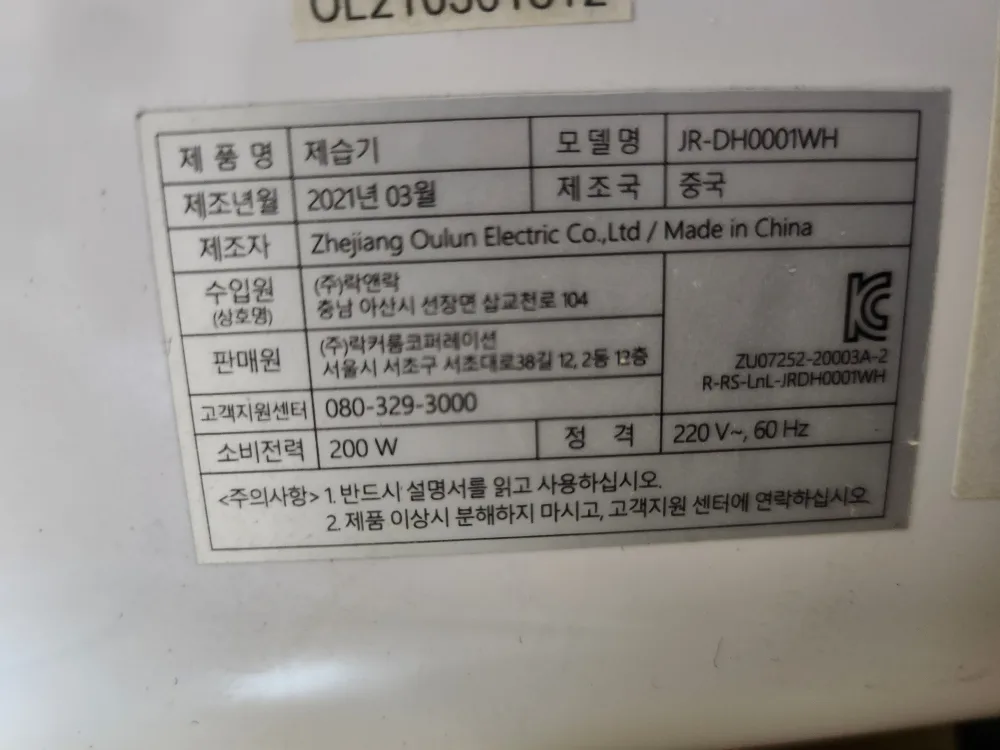 제품명 제습기 모델명 JR-DH0001WH
제조년월 2021년 03월 제조국 중국
제조자 Zhejiang Oulun Electric Co.,Ltd / Made in China
수입원 (주)락앤락
(상호명) 충남 아산시 선장면 삽교천로 104
판매원 (주)락커룸코퍼레이션
서울시 서초구 서초대로38길 12, 2동 13층
KC
ZU07252-20003A-2
R-RS-LnL-JRDH0001WH
고객지원센터 080-329-3000
소비전력 200 W 정격 220 V~, 60 Hz
<주의사항> 1. 반드시 설명서를 읽고 사용하십시오.
2. 제품 이상시 분해하지 마시고, 고객지원 센터에 연락하십시오